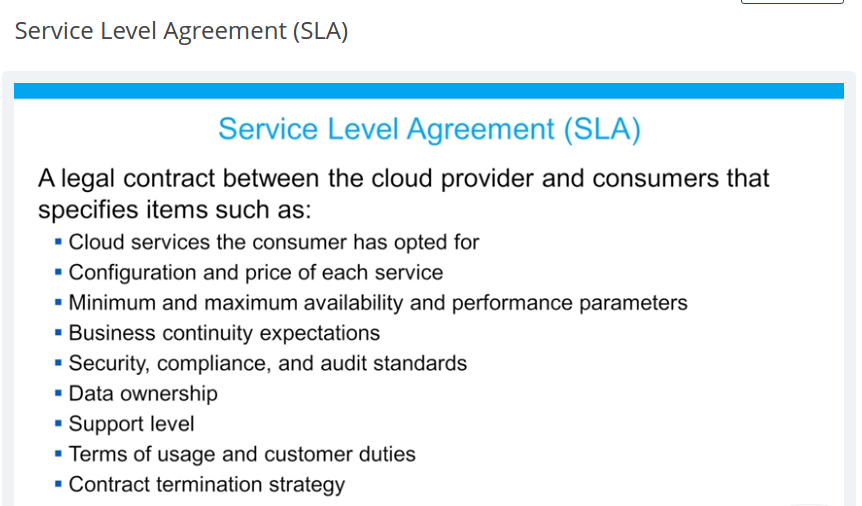 Service Level Agreement (SLA)
Service Level Agreement (SLA)
A legal contract between the cloud provider and consumers that
specifies items such as:
▪ Cloud services the consumer has opted for
▪ Configuration and price of each service
▪ Minimum and maximum availability and performance parameters
▪ Business continuity expectations
▪ Security, compliance, and audit standards
▪ Data ownership
▪ Support level
▪ Terms of usage and customer duties
▪ Contract termination strategy